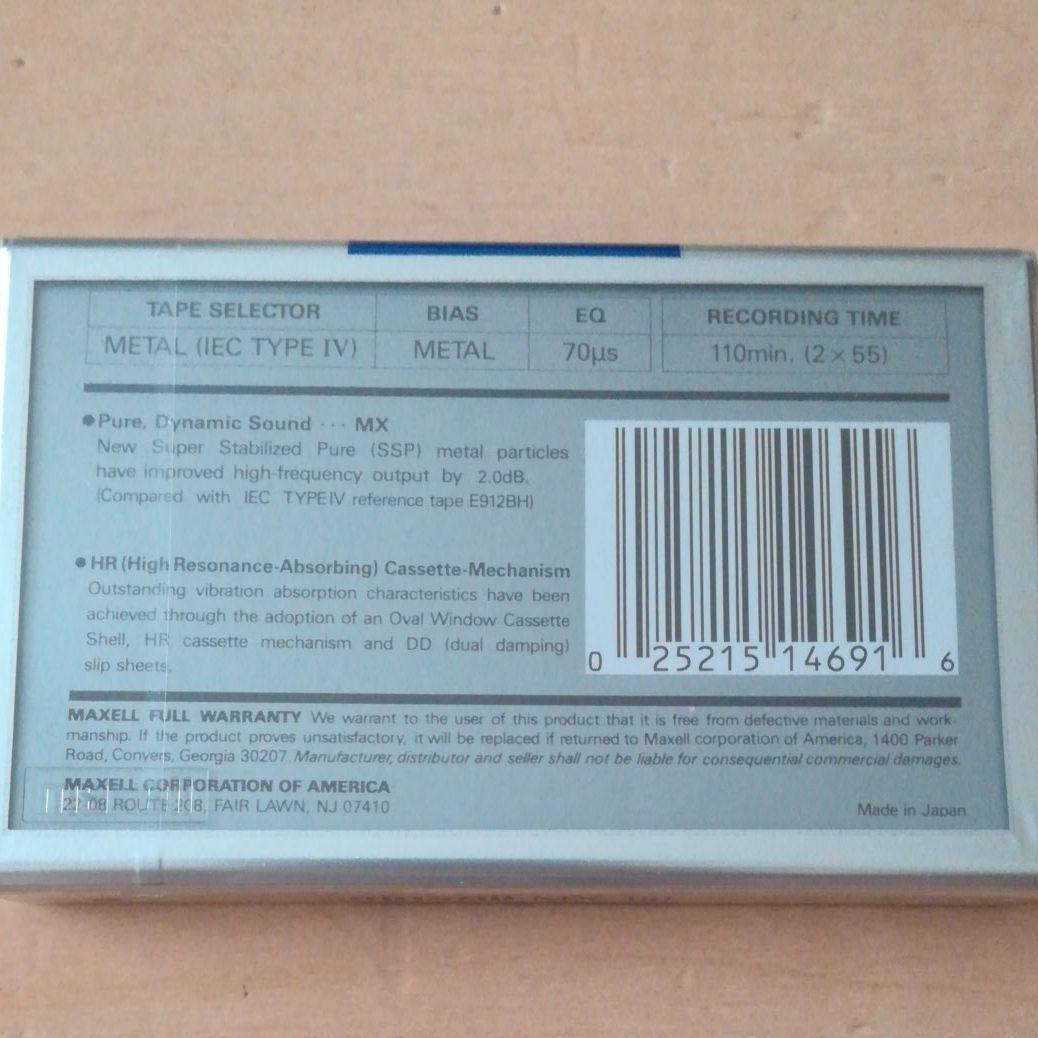 TAPE SELECTOR BIAS EQ RECORDING TIME
METAL (IEC TYPE IV) METAL 70µs 110min. (2 × 55)
●Pure, Dynamic Sound ··· MX
New Super Stabilized Pure (SSP) metal particles
have improved high-frequency output by 2.0dB.
(Compared with IEC TYPE IV reference tape E912BH)
●HR (High Resonance-Absorbing) Cassette-Mechanism
Outstanding vibration absorption characteristics have been
achieved through the adoption of an Oval Window Cassette
Shell, HR cassette mechanism and DD (dual damping)
slip sheets.
0 25215 14691 6
MAXELL FULL WARRANTY We warrant to the user of this product that it is free from defective materials and work-
manship. If the product proves unsatisfactory, it will be replaced if returned to Maxell corporation of America, 1400 Parker
Road, Convers, Georgia 30207. Manufacturer, distributor and seller shall not be liable for consequential commercial damages.
MAXELL CORPORATION OF AMERICA
22-08 ROUTE 208, FAIR LAWN, NJ 07410
Made in Japan